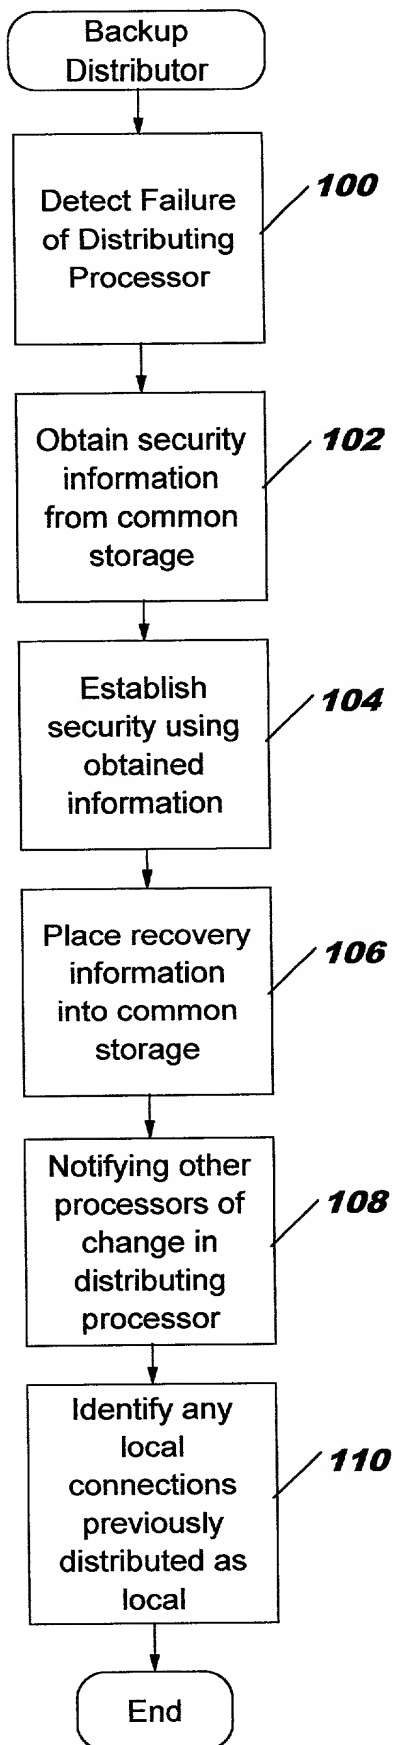 Backup
Distributor
Detect Failure
of Distributing
Processor
100
Obtain security
information
from common
storage
102
Establish
security using
obtained
information
104
Place recovery
information
into common
storage
106
Notifying other
processors of
change in
distributing
processor
108
Identify any
local
connections
previously
distributed as
local
110
End